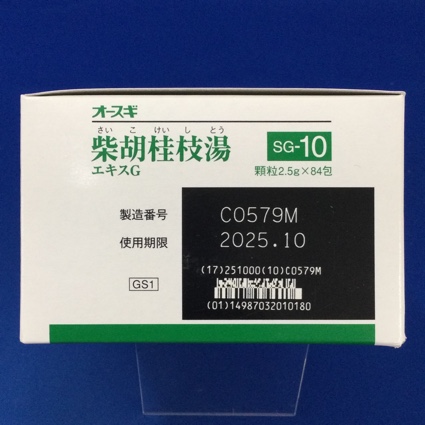 オースギ
さい こ けい し とう
柴胡桂枝湯
エキスG
SG-10
顆粒2.5g×84包
製造番号 C0579M
使用期限 2025.10
(17)251000(10)C0579M
GS1
(01)14987032010180